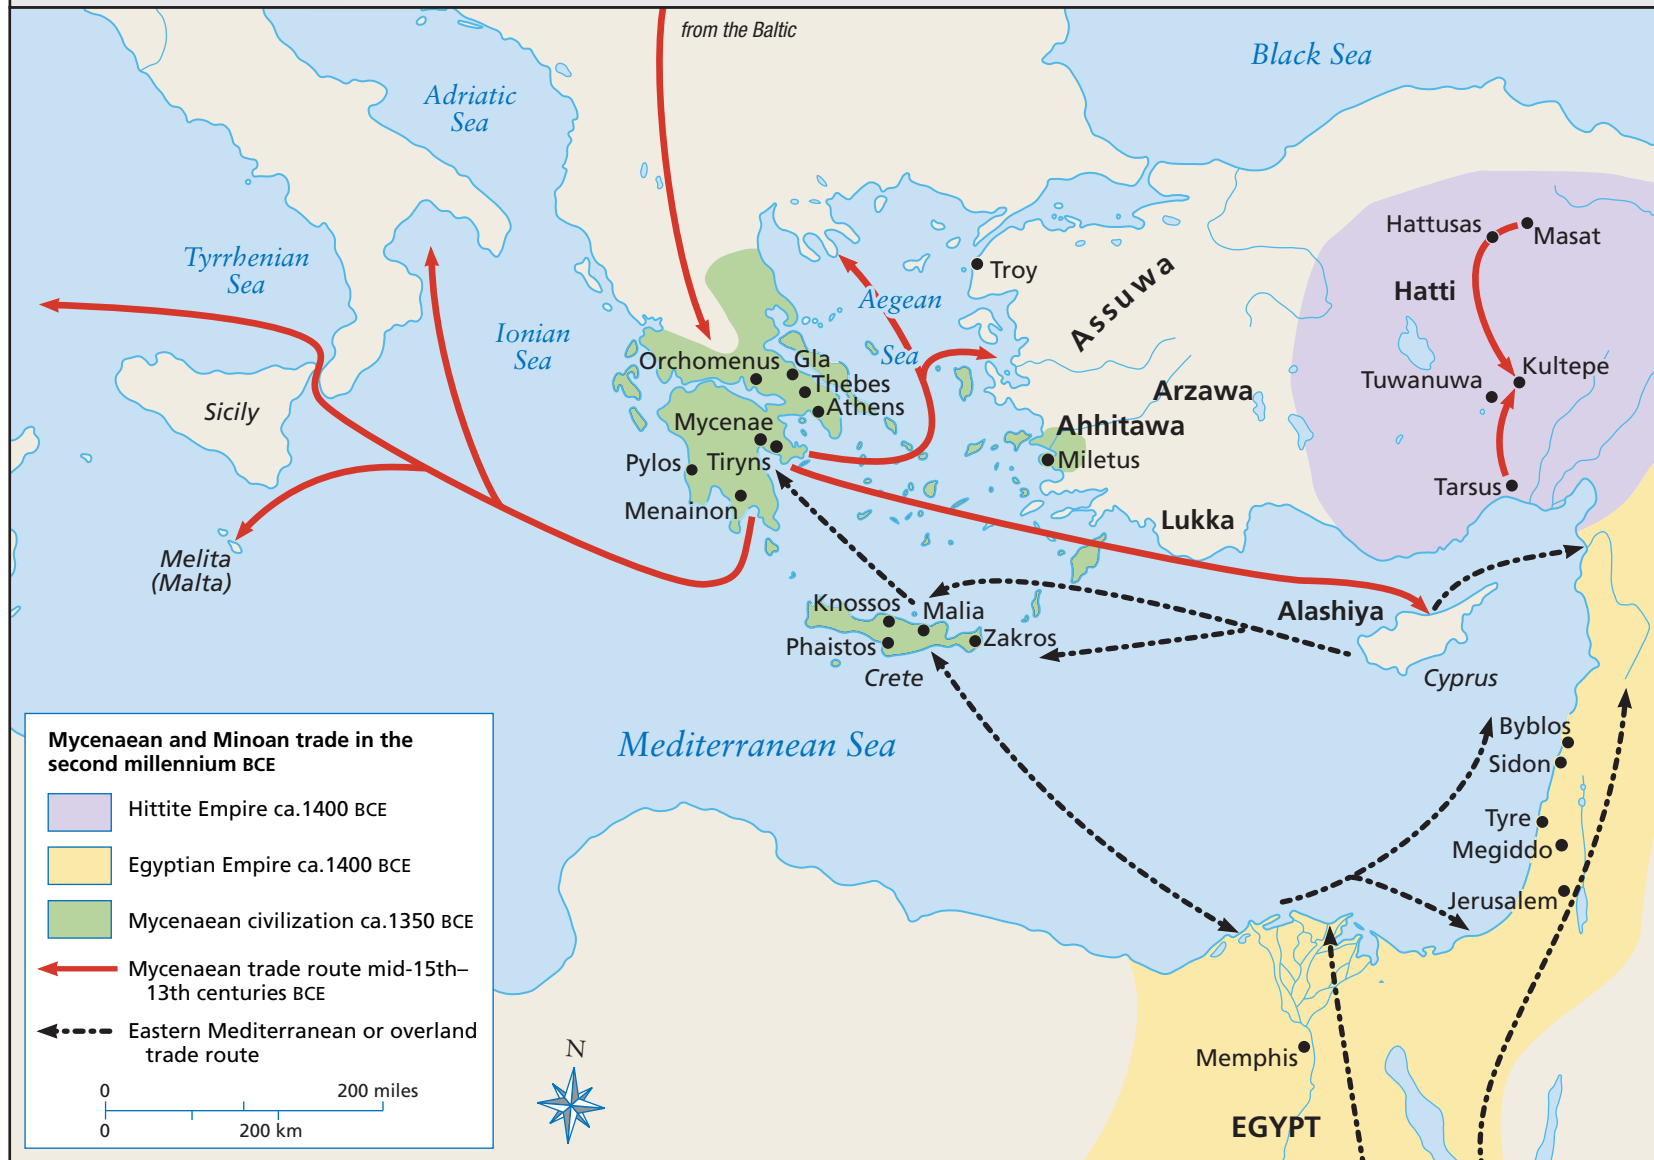 from the Baltic
Black Sea
Adriatic
Sea
Tyrrhenian
Sea
Ionian
Sea
Aegean
Sea
Troy
Assuwa
Hattusas
Masat
Hatti
Kultepe
Tuwanuwa
Tarsus
Arzawa
Ahhitawa
Miletus
Lukka
Orchomenus
Gla
Thebes
Athens
Mycenae
Tiryns
Pylos
Menainon
Sicily
Melita
(Malta)
Knossos
Malia
Phaistos
Zakros
Crete
Alashiya
Cyprus
Mediterranean Sea
Byblos
Sidon
Tyre
Megiddo
Jerusalem
Memphis
EGYPT
Mycenaean and Minoan trade in the
second millennium BCE
Hittite Empire ca.1400 BCE
Egyptian Empire ca.1400 BCE
Mycenaean civilization ca.1350 BCE
Mycenaean trade route mid-15th–
13th centuries BCE
Eastern Mediterranean or overland
trade route
0 200 miles
0 200 km
N